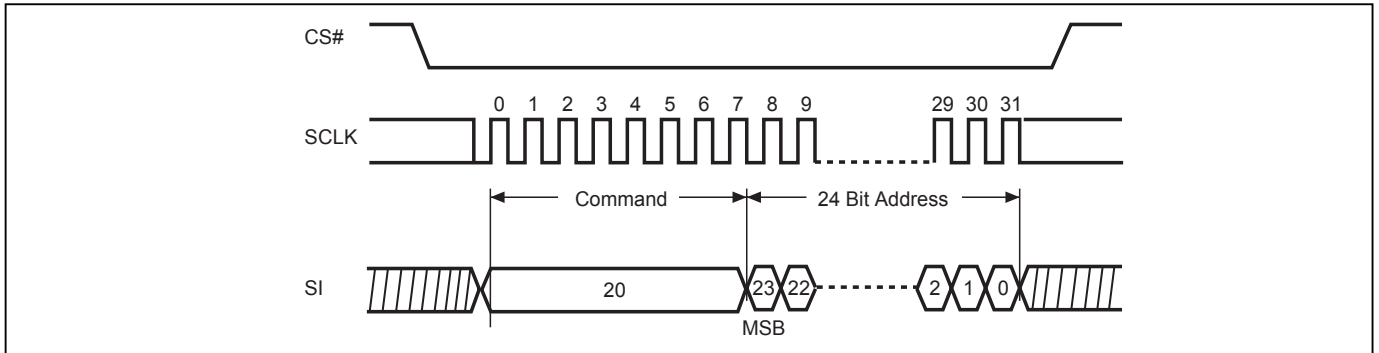 CS#
0 1 2 3 4 5 6 7 8 9 29 30 31
SCLK
Command 24 Bit Address
SI 20 23 22 2 1 0
MSB